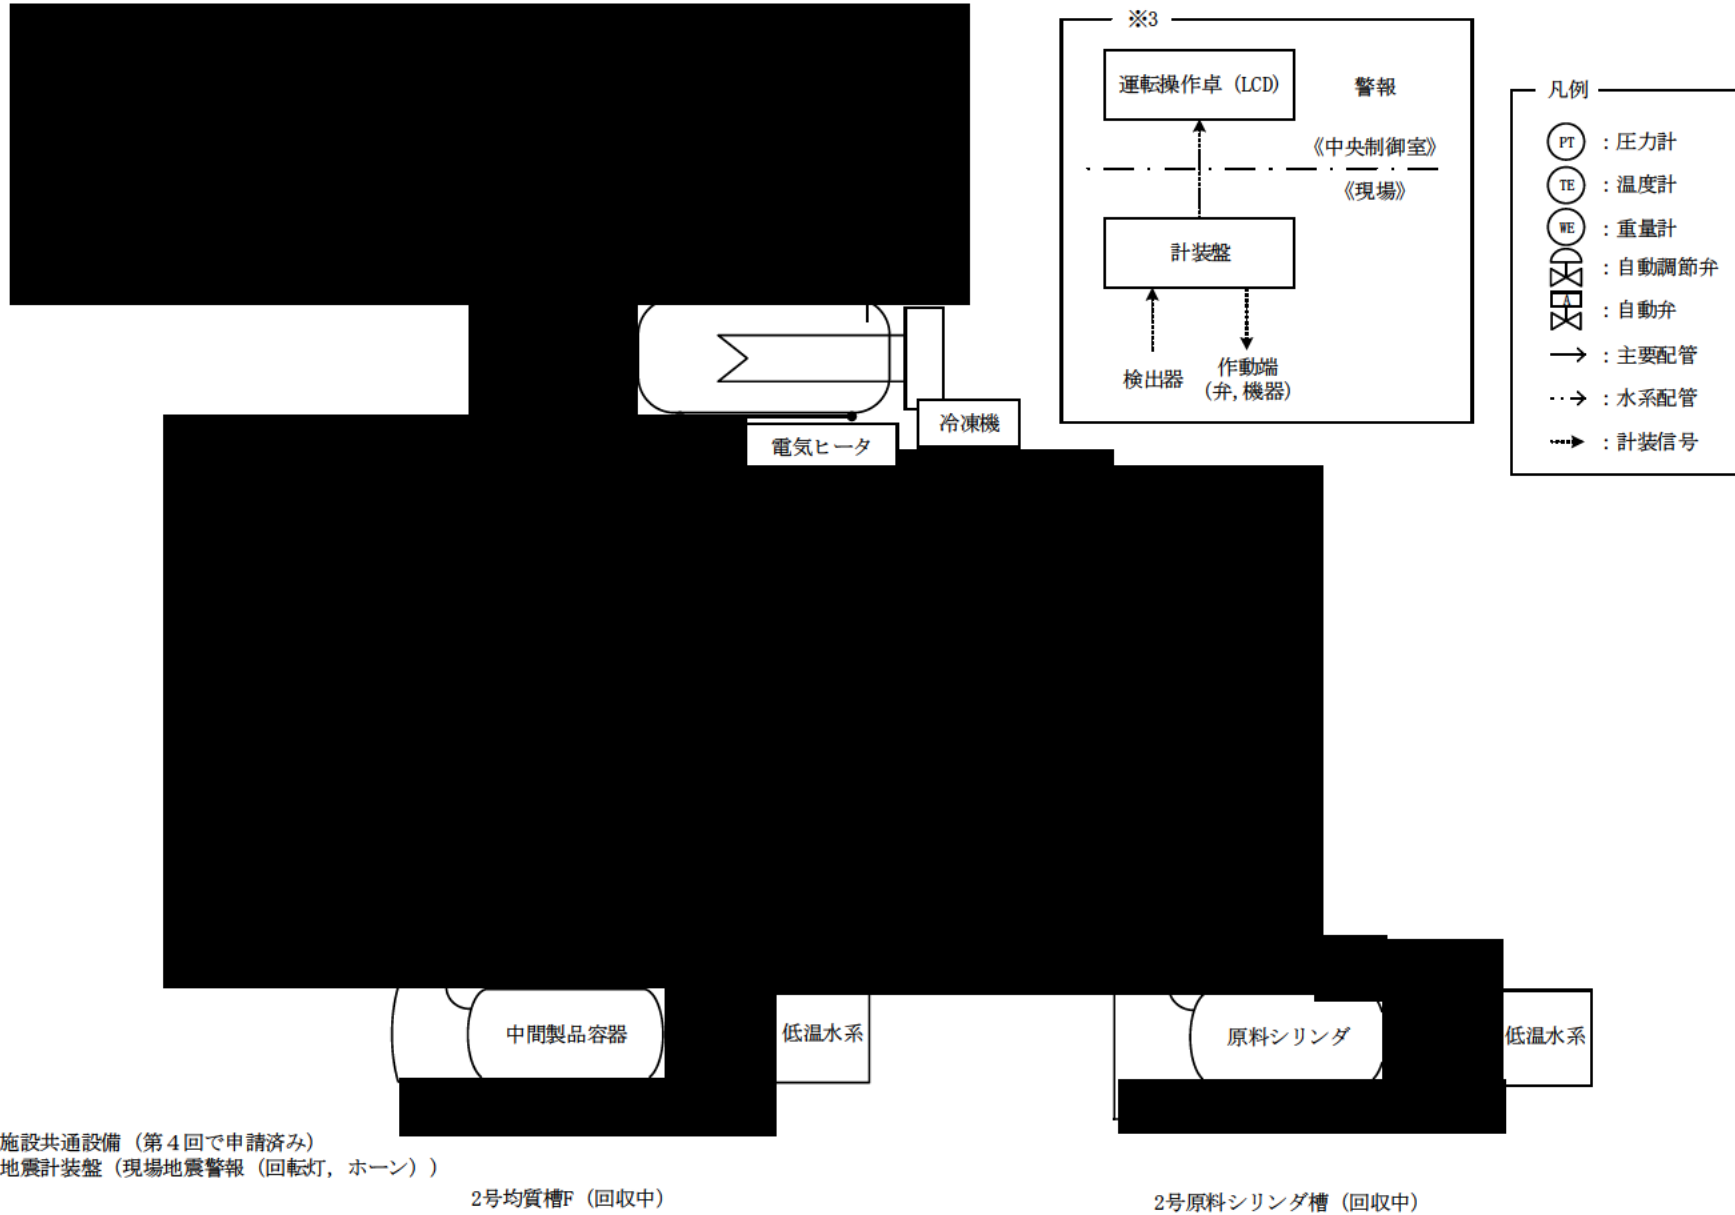 ※3
運転操作卓（LCD）
警報
《中央制御室》
《現場》
計装盤
検出器
作動端
（弁,機器）
凡例
PT ：圧力計
TE ：温度計
WE ：重量計
：自動調節弁
A ：自動弁
：主要配管
：水系配管
：計装信号
冷凍機
電気ヒータ
中間製品容器
低温水系
原料シリンダ
低温水系
施設共通設備（第４回で申請済み）
地震計装盤（現場地震警報（回転灯，ホーン））
2号均質槽F（回収中）
2号原料シリンダ槽（回収中）